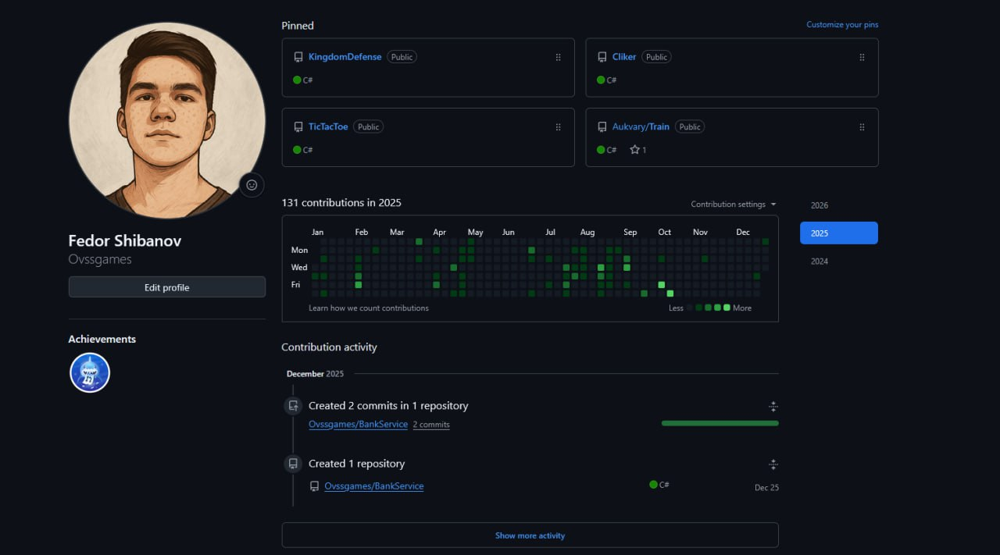 Pinned
Customize your pins
KingdomDefense Public
C#
Cliker Public
C#
TicTacToe Public
C#
Aukvary/Train Public
C# 1
Fedor Shibanov
Ovssgames
Edit profile
Achievements
131 contributions in 2025
Contribution settings
2026
2025
2024
Jan Feb Mar Apr May Jun Jul Aug Sep Oct Nov Dec
Mon
Wed
Fri
Learn how we count contributions
Less More
Contribution activity
December 2025
Created 2 commits in 1 repository
Ovssgames/BankService 2 commits
Created 1 repository
Ovssgames/BankService C# Dec 25
Show more activity